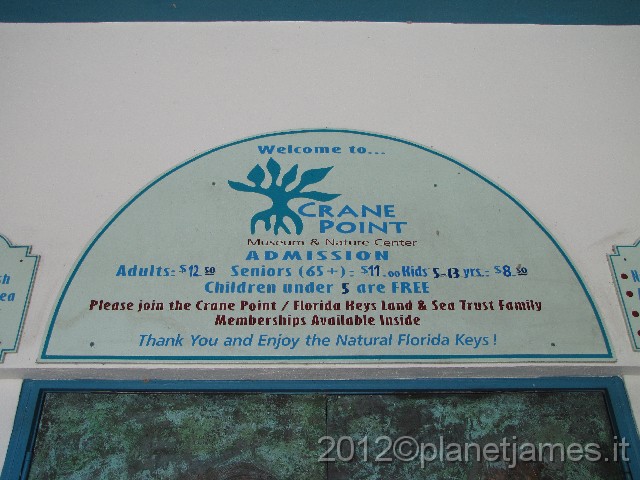 Welcome to...
CRANE
POINT
Museum & Nature Center
ADMISSION
Adults: $12.50 Seniors (65+): $11.00 Kids 5-13 yrs.: $8.50
Children under 5 are FREE
Please join the Crane Point / Florida Keys Land & Sea Trust Family
Memberships Available Inside
Thank You and Enjoy the Natural Florida Keys!
2012©planetjames.it